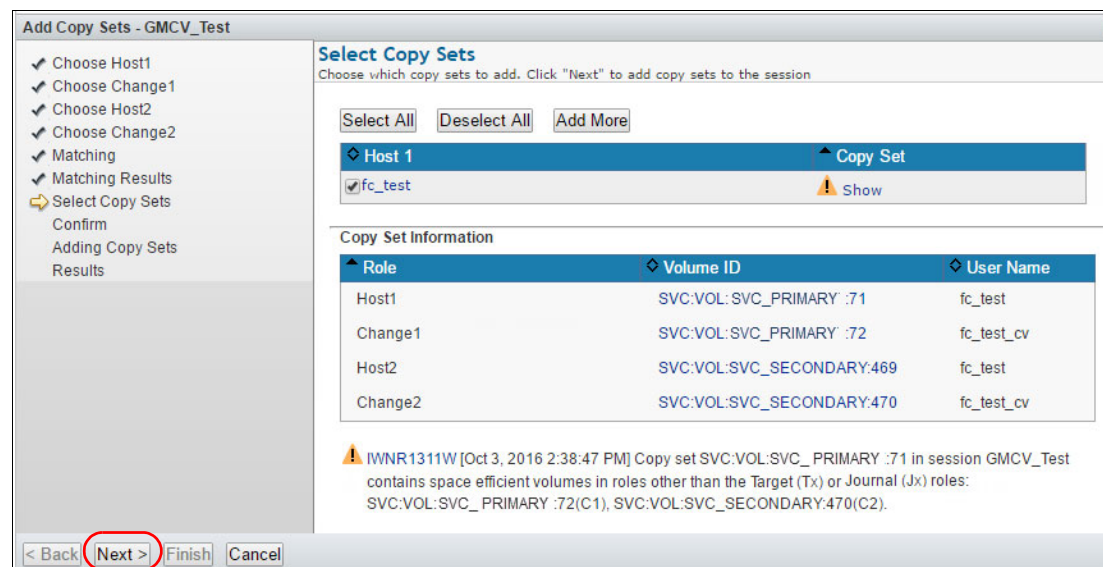 Add Copy Sets - GMCV_Test
Choose Host1
Choose Change1
Choose Host2
Choose Change2
Matching
Matching Results
Select Copy Sets
Confirm
Adding Copy Sets
Results
Select Copy Sets
Choose which copy sets to add. Click "Next" to add copy sets to the session
Select All Deselect All Add More
Host 1 Copy Set
fc_test Show
Copy Set Information
Role Volume ID User Name
Host1 SVC:VOL:SVC_PRIMARY :71 fc_test
Change1 SVC:VOL:SVC_PRIMARY :72 fc_test_cv
Host2 SVC:VOL:SVC_SECONDARY:469 fc_test
Change2 SVC:VOL:SVC_SECONDARY:470 fc_test_cv
IWNR1311W [Oct 3, 2016 2:38:47 PM] Copy set SVC:VOL:SVC_ PRIMARY :71 in session GMCV_Test
contains space efficient volumes in roles other than the Target (Tx) or Journal (Jx) roles:
SVC:VOL:SVC_ PRIMARY :72(C1), SVC:VOL:SVC_SECONDARY:470(C2).
< Back Next > Finish Cancel